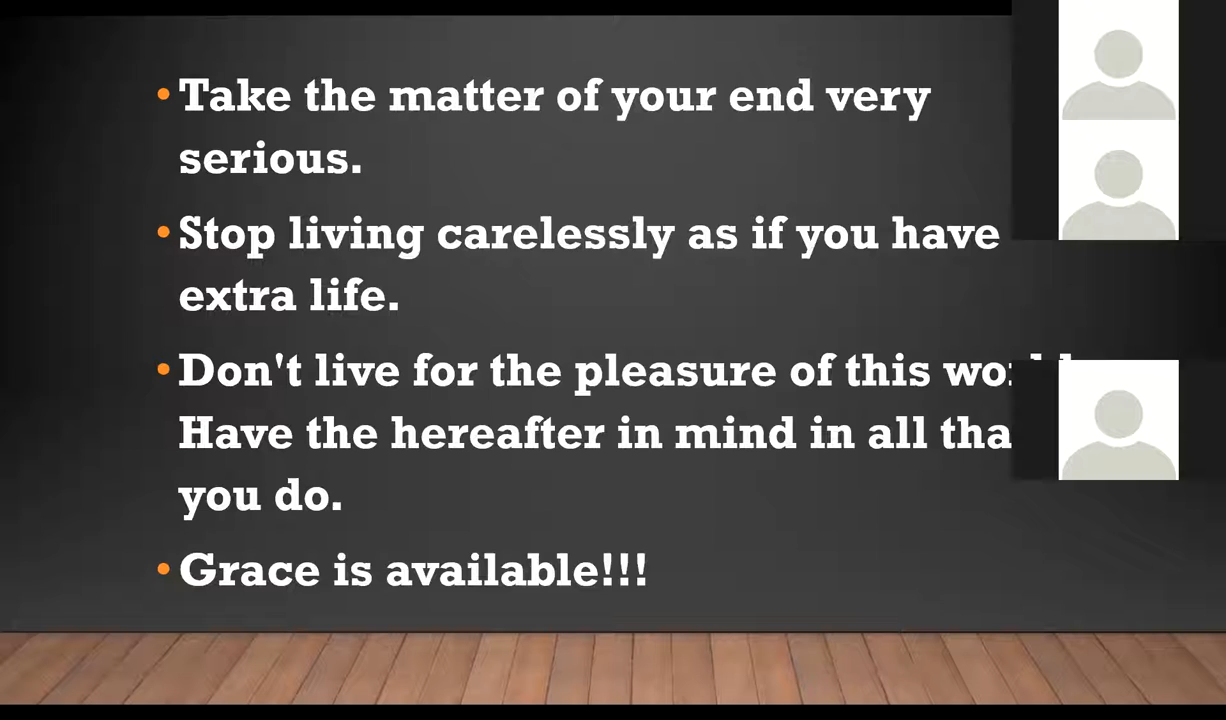 • Take the matter of your end very
serious.
• Stop living carelessly as if you have
extra life.
• Don't live for the pleasure of this
Have the hereafter in mind in all
you do.
• Grace is available!!!